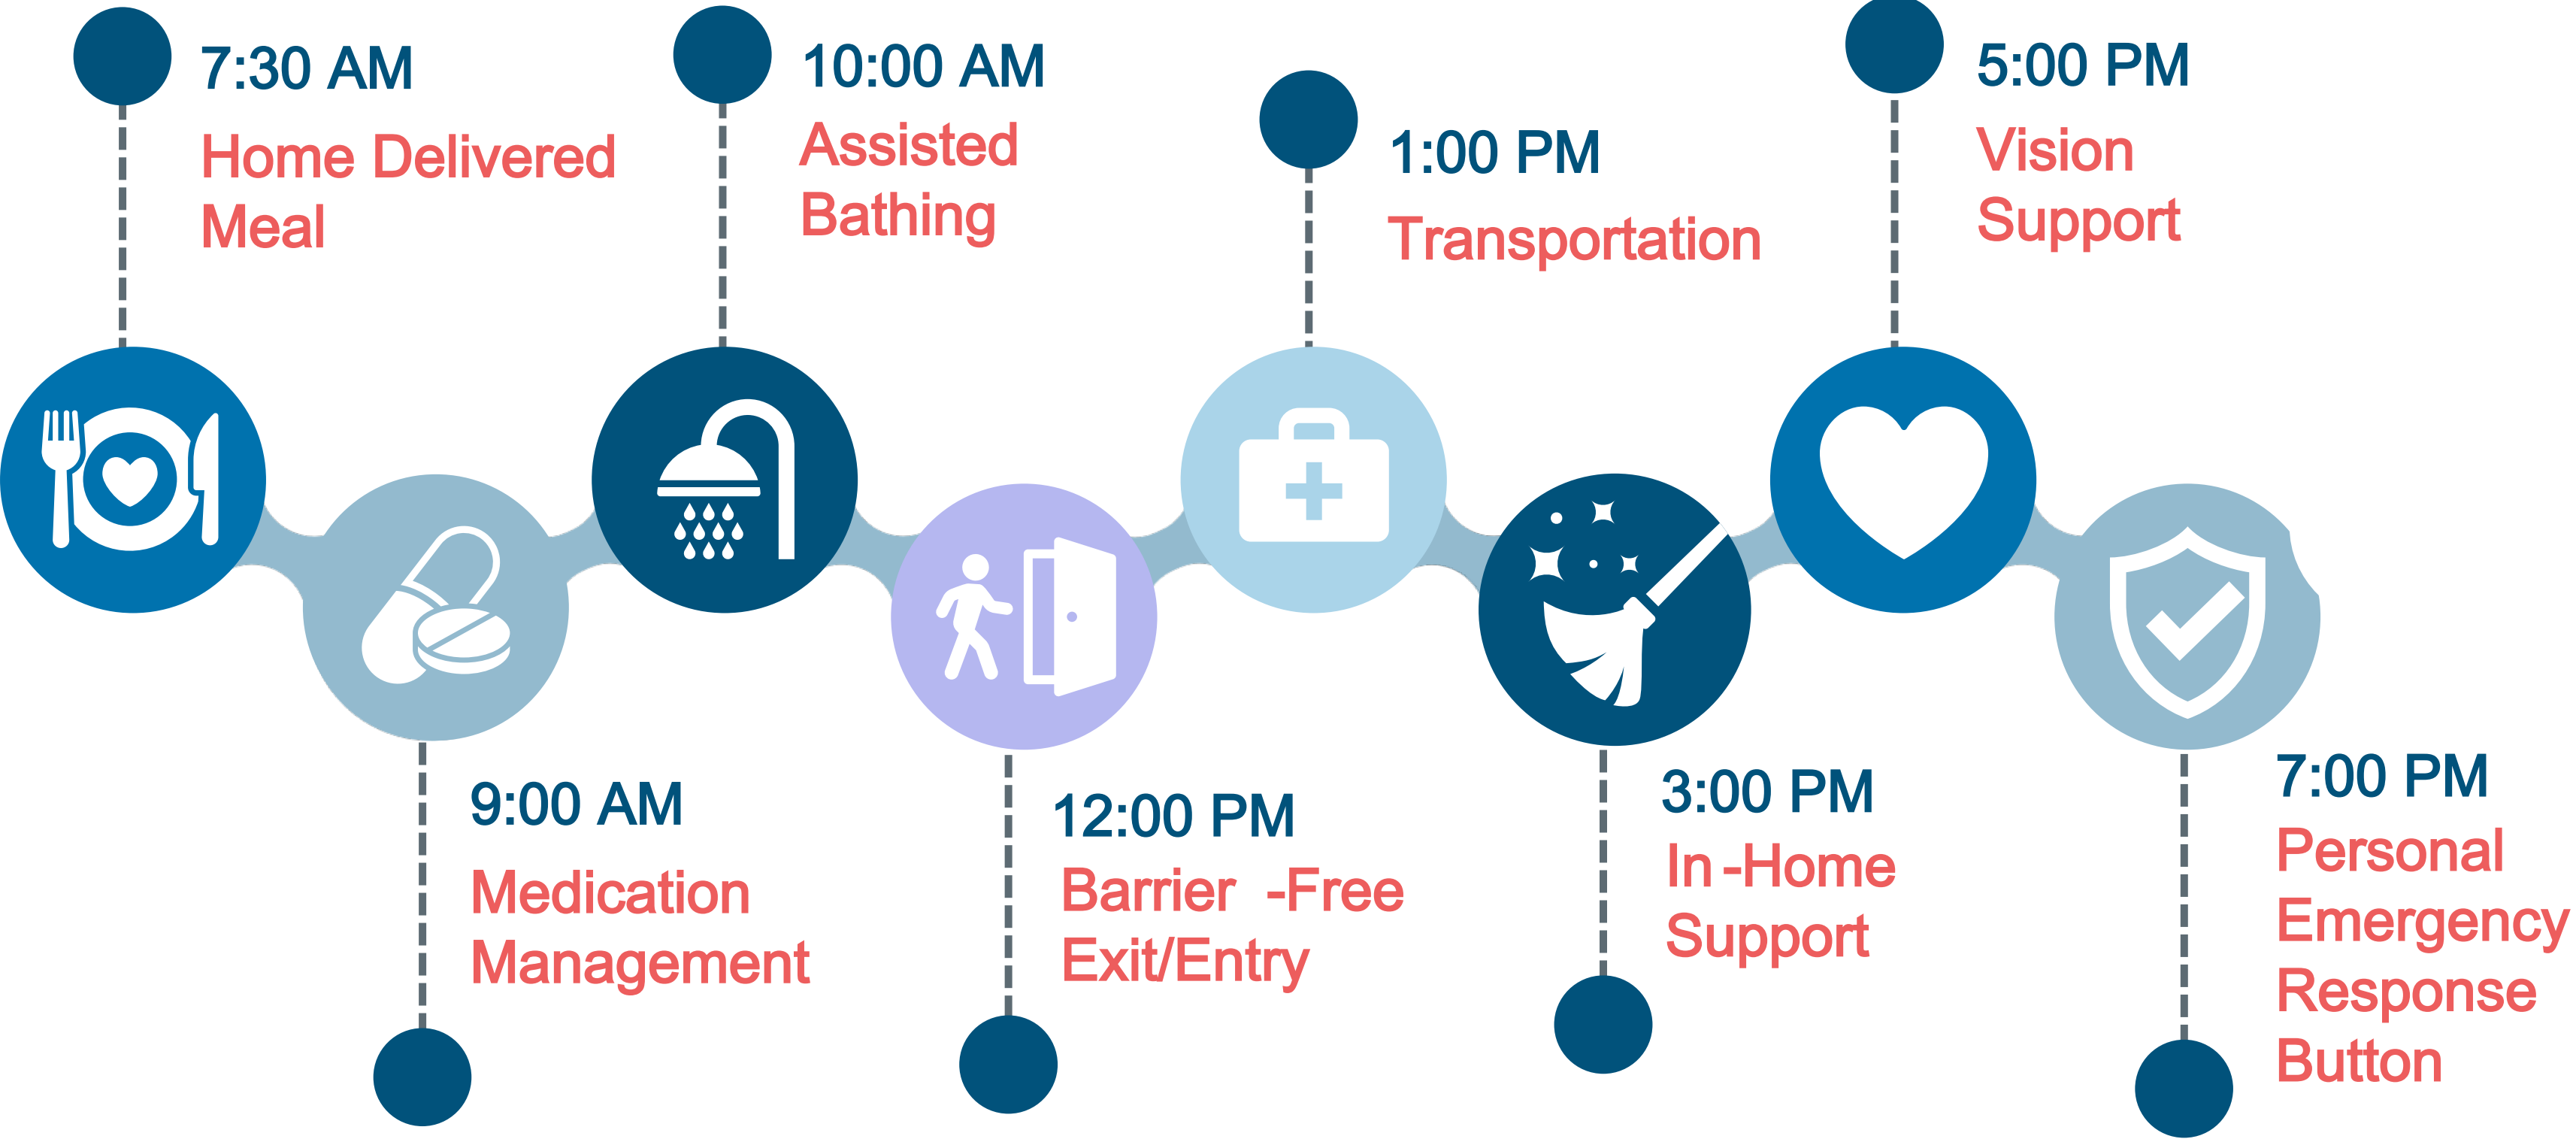 7:30 AM
Home Delivered
Meal
9:00 AM
Medication
Management
10:00 AM
Assisted
Bathing
12:00 PM
Barrier -Free
Exit/Entry
1:00 PM
Transportation
3:00 PM
In-Home
Support
5:00 PM
Vision
Support
7:00 PM
Personal
Emergency
Response
Button